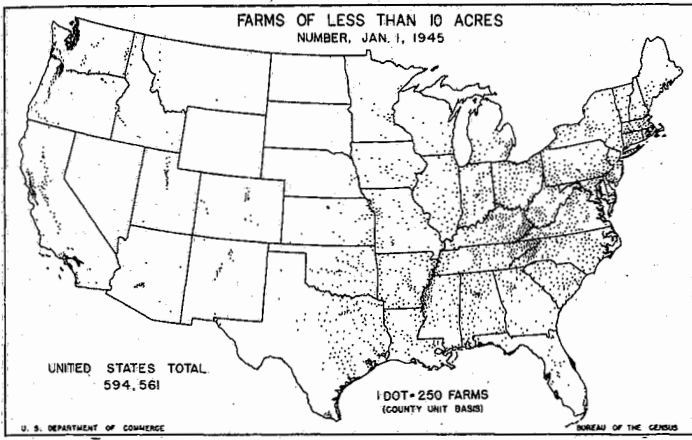 FARMS OF LESS THAN 10 ACRES
NUMBER, JAN. 1, 1945
UNITED STATES TOTAL
594,561
1 DOT=250 FARMS
(COUNTY UNIT BASIS)
U. S. DEPARTMENT OF COMMERCE
BUREAU OF THE CENSUS